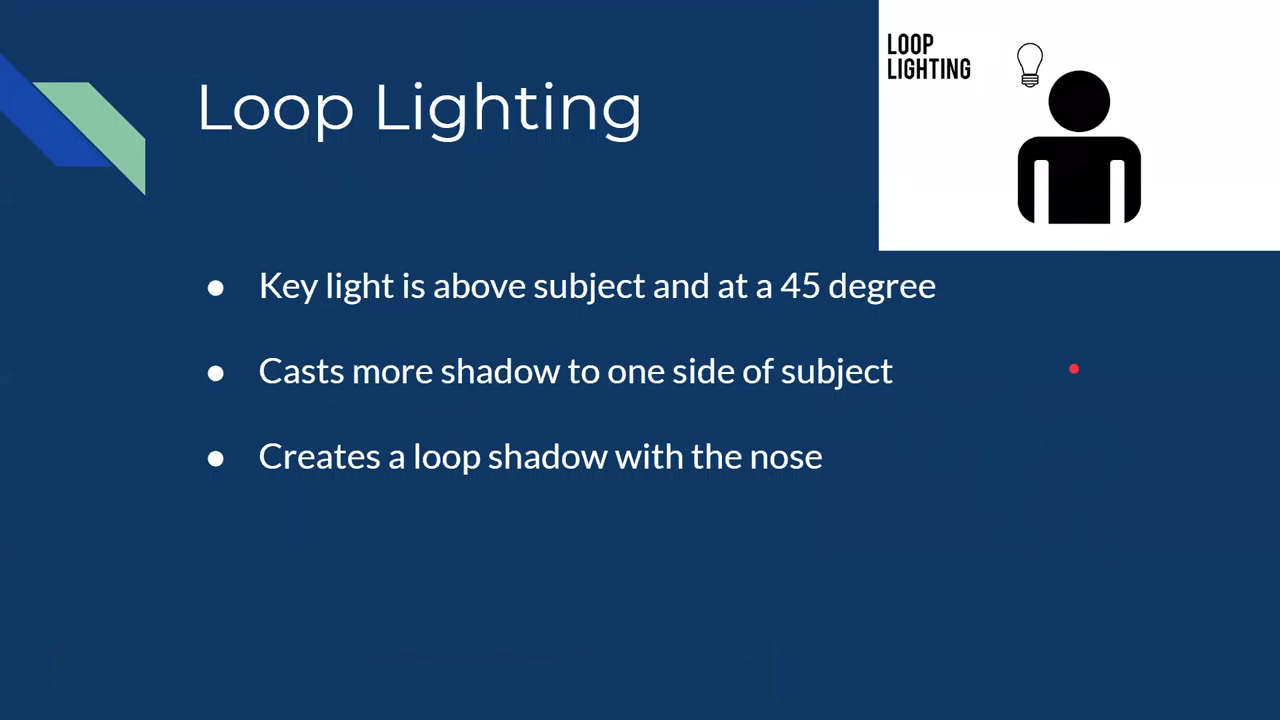 Loop Lighting
LOOP
LIGHTING
● Key light is above subject and at a 45 degree
● Casts more shadow to one side of subject
● Creates a loop shadow with the nose